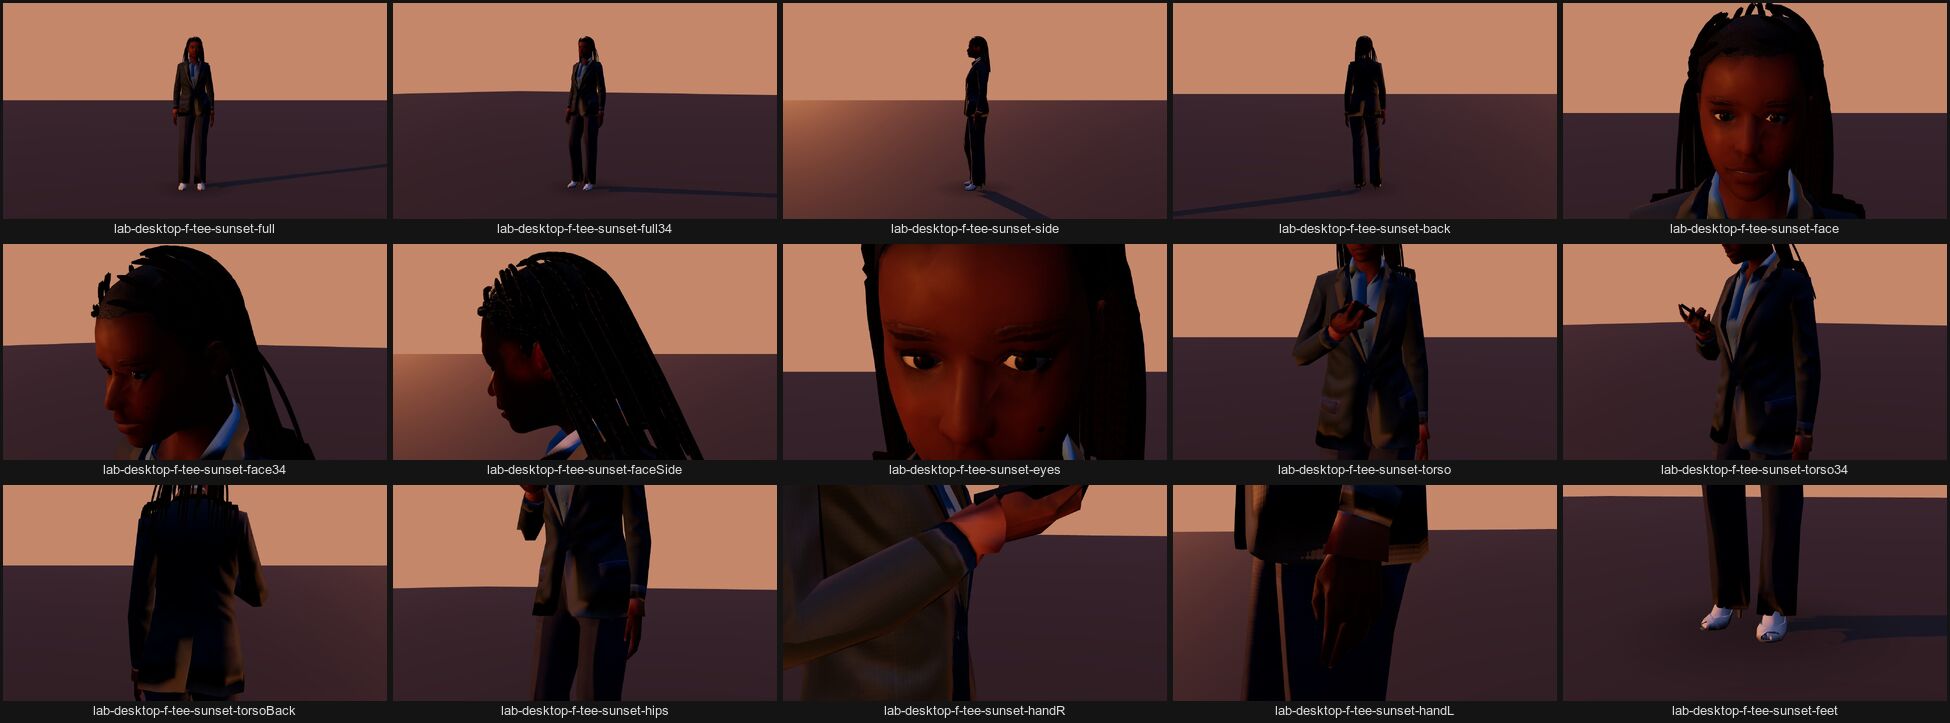 lab-desktop-f-tee-sunset-full
lab-desktop-f-tee-sunset-full34
lab-desktop-f-tee-sunset-side
lab-desktop-f-tee-sunset-back
lab-desktop-f-tee-sunset-face
lab-desktop-f-tee-sunset-face34
lab-desktop-f-tee-sunset-faceSide
lab-desktop-f-tee-sunset-eyes
lab-desktop-f-tee-sunset-torso
lab-desktop-f-tee-sunset-torso34
lab-desktop-f-tee-sunset-torsoBack
lab-desktop-f-tee-sunset-hips
lab-desktop-f-tee-sunset-handR
lab-desktop-f-tee-sunset-handL
lab-desktop-f-tee-sunset-feet